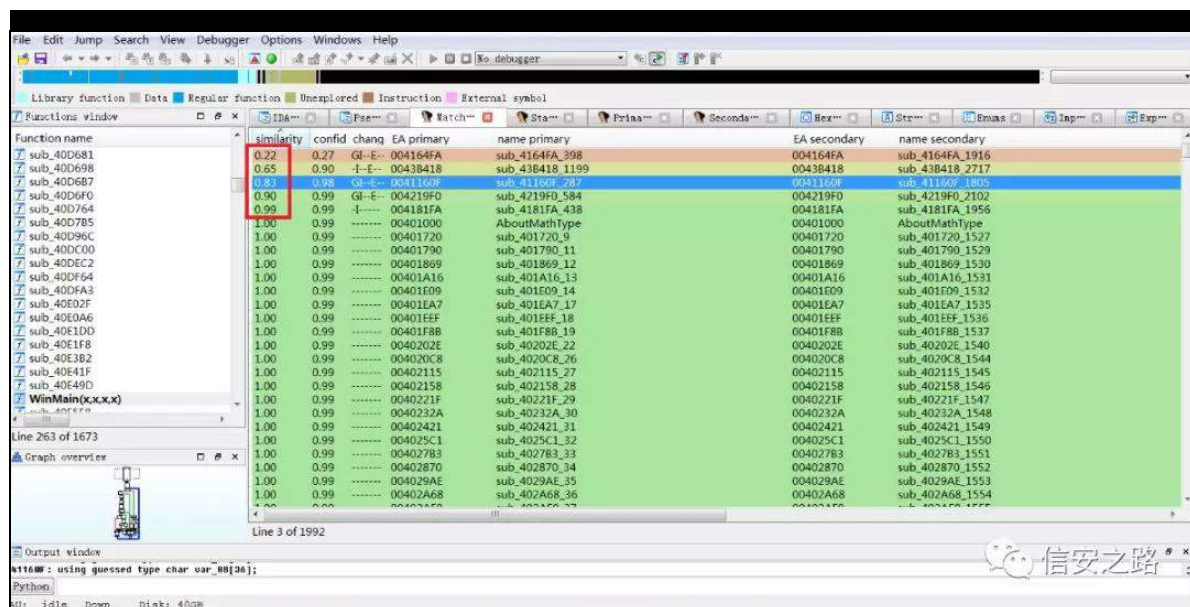 File Edit Jump Search View Debugger Options Windows Help
No debugger
Library function Data Regular function Unexplored Instruction External symbol
Functions window
IDA… Pse… Match… Sta… Prima… Seconda… Hex… Str… Enums Imp… Exp…
Function name
sub_40D681
sub_40D698
sub_40D6B7
sub_40D6F0
sub_40D764
sub_40D7B5
sub_40D96C
sub_40DC00
sub_40DEC2
sub_40DF64
sub_40DFA3
sub_40E02F
sub_40E0A6
sub_40E1DD
sub_40E1F8
sub_40E3B2
sub_40E41F
sub_40E49D
WinMain(x,x,x,x)
Line 263 of 1673
Graph overview
similarity confid chang EA primary name primary EA secondary name secondary
0.22 0.27 GI--E-- 004164FA sub_4164FA_398 004164FA sub_4164FA_1916
0.65 0.90 -I--E-- 0043B418 sub_43B418_1199 0043B418 sub_43B418_2717
0.83 0.98 GI--E-- 0041160F sub_41160F_287 0041160F sub_41160F_1805
0.90 0.99 GI--E-- 004219F0 sub_4219F0_584 004219F0 sub_4219F0_2102
0.99 0.99 -I----- 004181FA sub_4181FA_438 004181FA sub_4181FA_1956
1.00 0.99 ------- 00401000 AboutMathType 00401000 AboutMathType
1.00 0.99 ------- 00401720 sub_401720_9 00401720 sub_401720_1527
1.00 0.99 ------- 00401790 sub_401790_11 00401790 sub_401790_1529
1.00 0.99 ------- 00401869 sub_401869_12 00401869 sub_401869_1530
1.00 0.99 ------- 00401A16 sub_401A16_13 00401A16 sub_401A16_1531
1.00 0.99 ------- 00401E09 sub_401E09_14 00401E09 sub_401E09_1532
1.00 0.99 ------- 00401EA7 sub_401EA7_17 00401EA7 sub_401EA7_1535
1.00 0.99 ------- 00401EEF sub_401EEF_18 00401EEF sub_401EEF_1536
1.00 0.99 ------- 00401F8B sub_401F8B_19 00401F8B sub_401F8B_1537
1.00 0.99 ------- 0040202E sub_40202E_22 0040202E sub_40202E_1540
1.00 0.99 ------- 004020C8 sub_4020C8_26 004020C8 sub_4020C8_1544
1.00 0.99 ------- 00402115 sub_402115_27 00402115 sub_402115_1545
1.00 0.99 ------- 00402158 sub_402158_28 00402158 sub_402158_1546
1.00 0.99 ------- 0040221F sub_40221F_29 0040221F sub_40221F_1547
1.00 0.99 ------- 0040232A sub_40232A_30 0040232A sub_40232A_1548
1.00 0.99 ------- 00402421 sub_402421_31 00402421 sub_402421_1549
1.00 0.99 ------- 004025C1 sub_4025C1_32 004025C1 sub_4025C1_1550
1.00 0.99 ------- 004027B3 sub_4027B3_33 004027B3 sub_4027B3_1551
1.00 0.99 ------- 00402870 sub_402870_34 00402870 sub_402870_1552
1.00 0.99 ------- 004029AE sub_4029AE_35 004029AE sub_4029AE_1553
1.00 0.99 ------- 00402A68 sub_402A68_36 00402A68 sub_402A68_1554
Line 3 of 1992
Output window
41160F: using guessed type char var_BB[36];
Python
AU: idle Down Disk: 40GB
信安之路